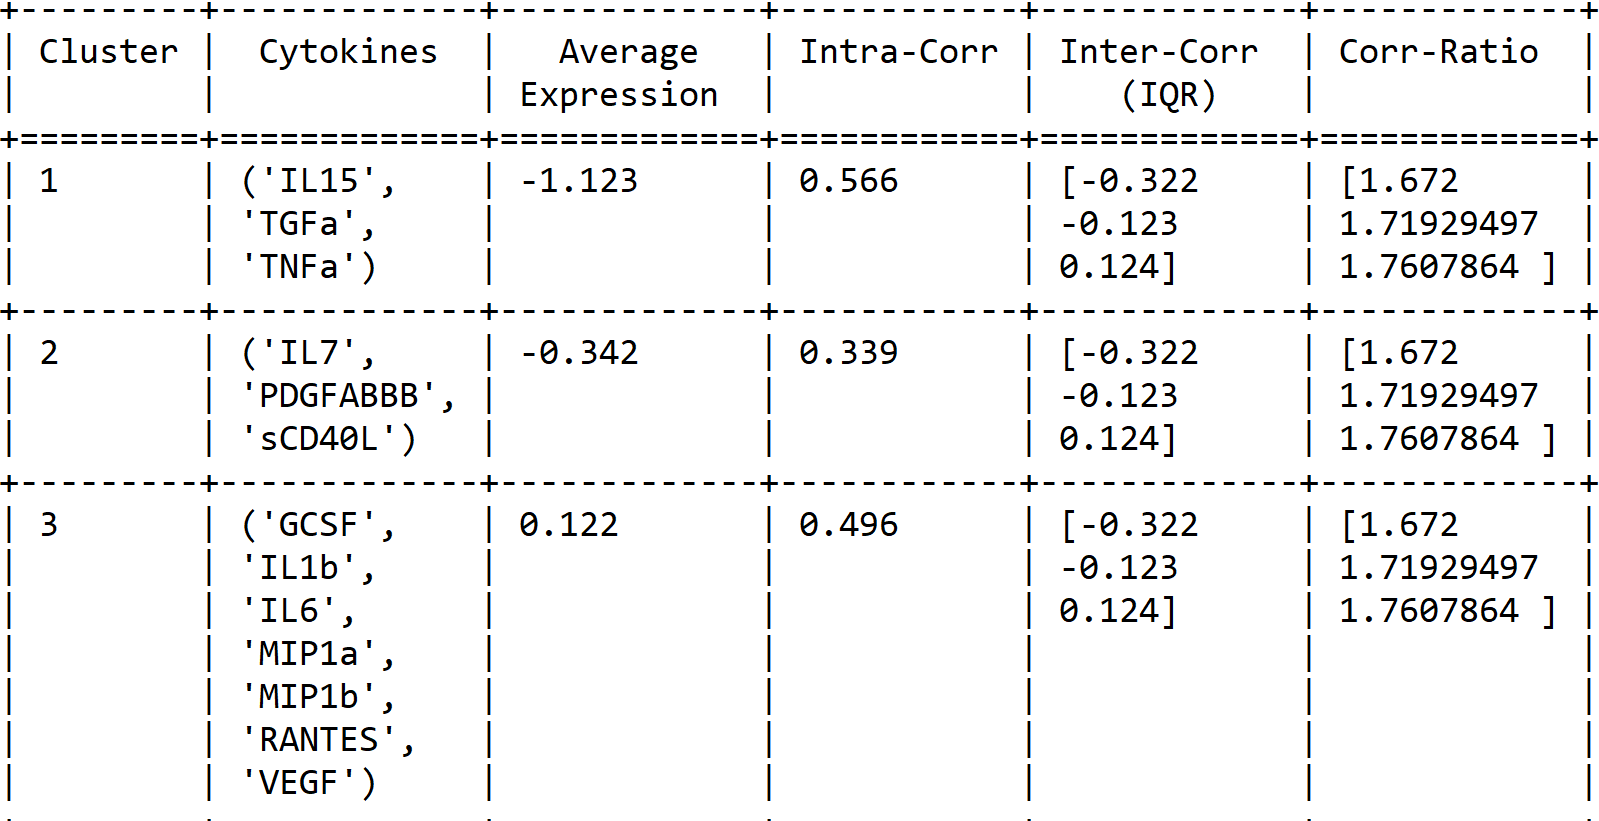 +---------+-------------+-------------+------------+-------------+-------------+
| Cluster |  Cytokines  |   Average   | Intra-Corr | Inter-Corr  | Corr-Ratio  |
|         |             | Expression  |            |    (IQR)    |             |
+=========+=============+=============+============+=============+=============+
| 1       | ('IL15',    | -1.123      | 0.566      | [-0.322     | [1.672      |
|         | 'TGFa',     |             |            | -0.123      | 1.71929497  |
|         | 'TNFa')     |             |            | 0.124]      | 1.7607864 ] |
+---------+-------------+-------------+------------+-------------+-------------+
| 2       | ('IL7',     | -0.342      | 0.339      | [-0.322     | [1.672      |
|         | 'PDGFABBB', |             |            | -0.123      | 1.71929497  |
|         | 'sCD40L')   |             |            | 0.124]      | 1.7607864 ] |
+---------+-------------+-------------+------------+-------------+-------------+
| 3       | ('GCSF',    | 0.122       | 0.496      | [-0.322     | [1.672      |
|         | 'IL1b',     |             |            | -0.123      | 1.71929497  |
|         | 'IL6',      |             |            | 0.124]      | 1.7607864 ] |
|         | 'MIP1a',    |             |            |             |             |
|         | 'MIP1b',    |             |            |             |             |
|         | 'RANTES',   |             |            |             |             |
|         | 'VEGF')     |             |            |             |             |